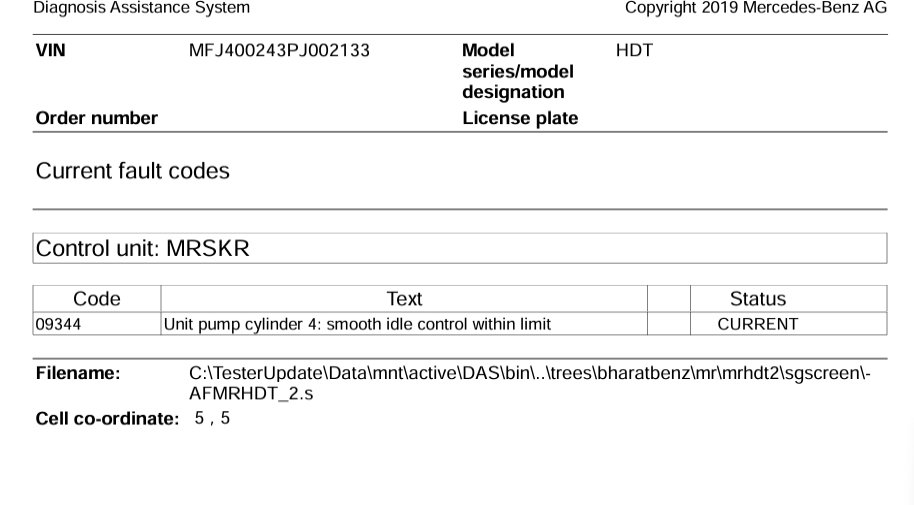 Diagnosis Assistance System Copyright 2019 Mercedes-Benz AG
VIN MFJ400243PJ002133 Model HDT
series/model
designation
Order number License plate
Current fault codes
Control unit: MRSKR
Code Text Status
09344 Unit pump cylinder 4: smooth idle control within limit CURRENT
Filename: C:\TesterUpdate\Data\mnt\active\DAS\bin\..\trees\bharatbenz\mr\mrhdt2\sgscreen\-
AFMRHDT_2.s
Cell co-ordinate: 5 , 5